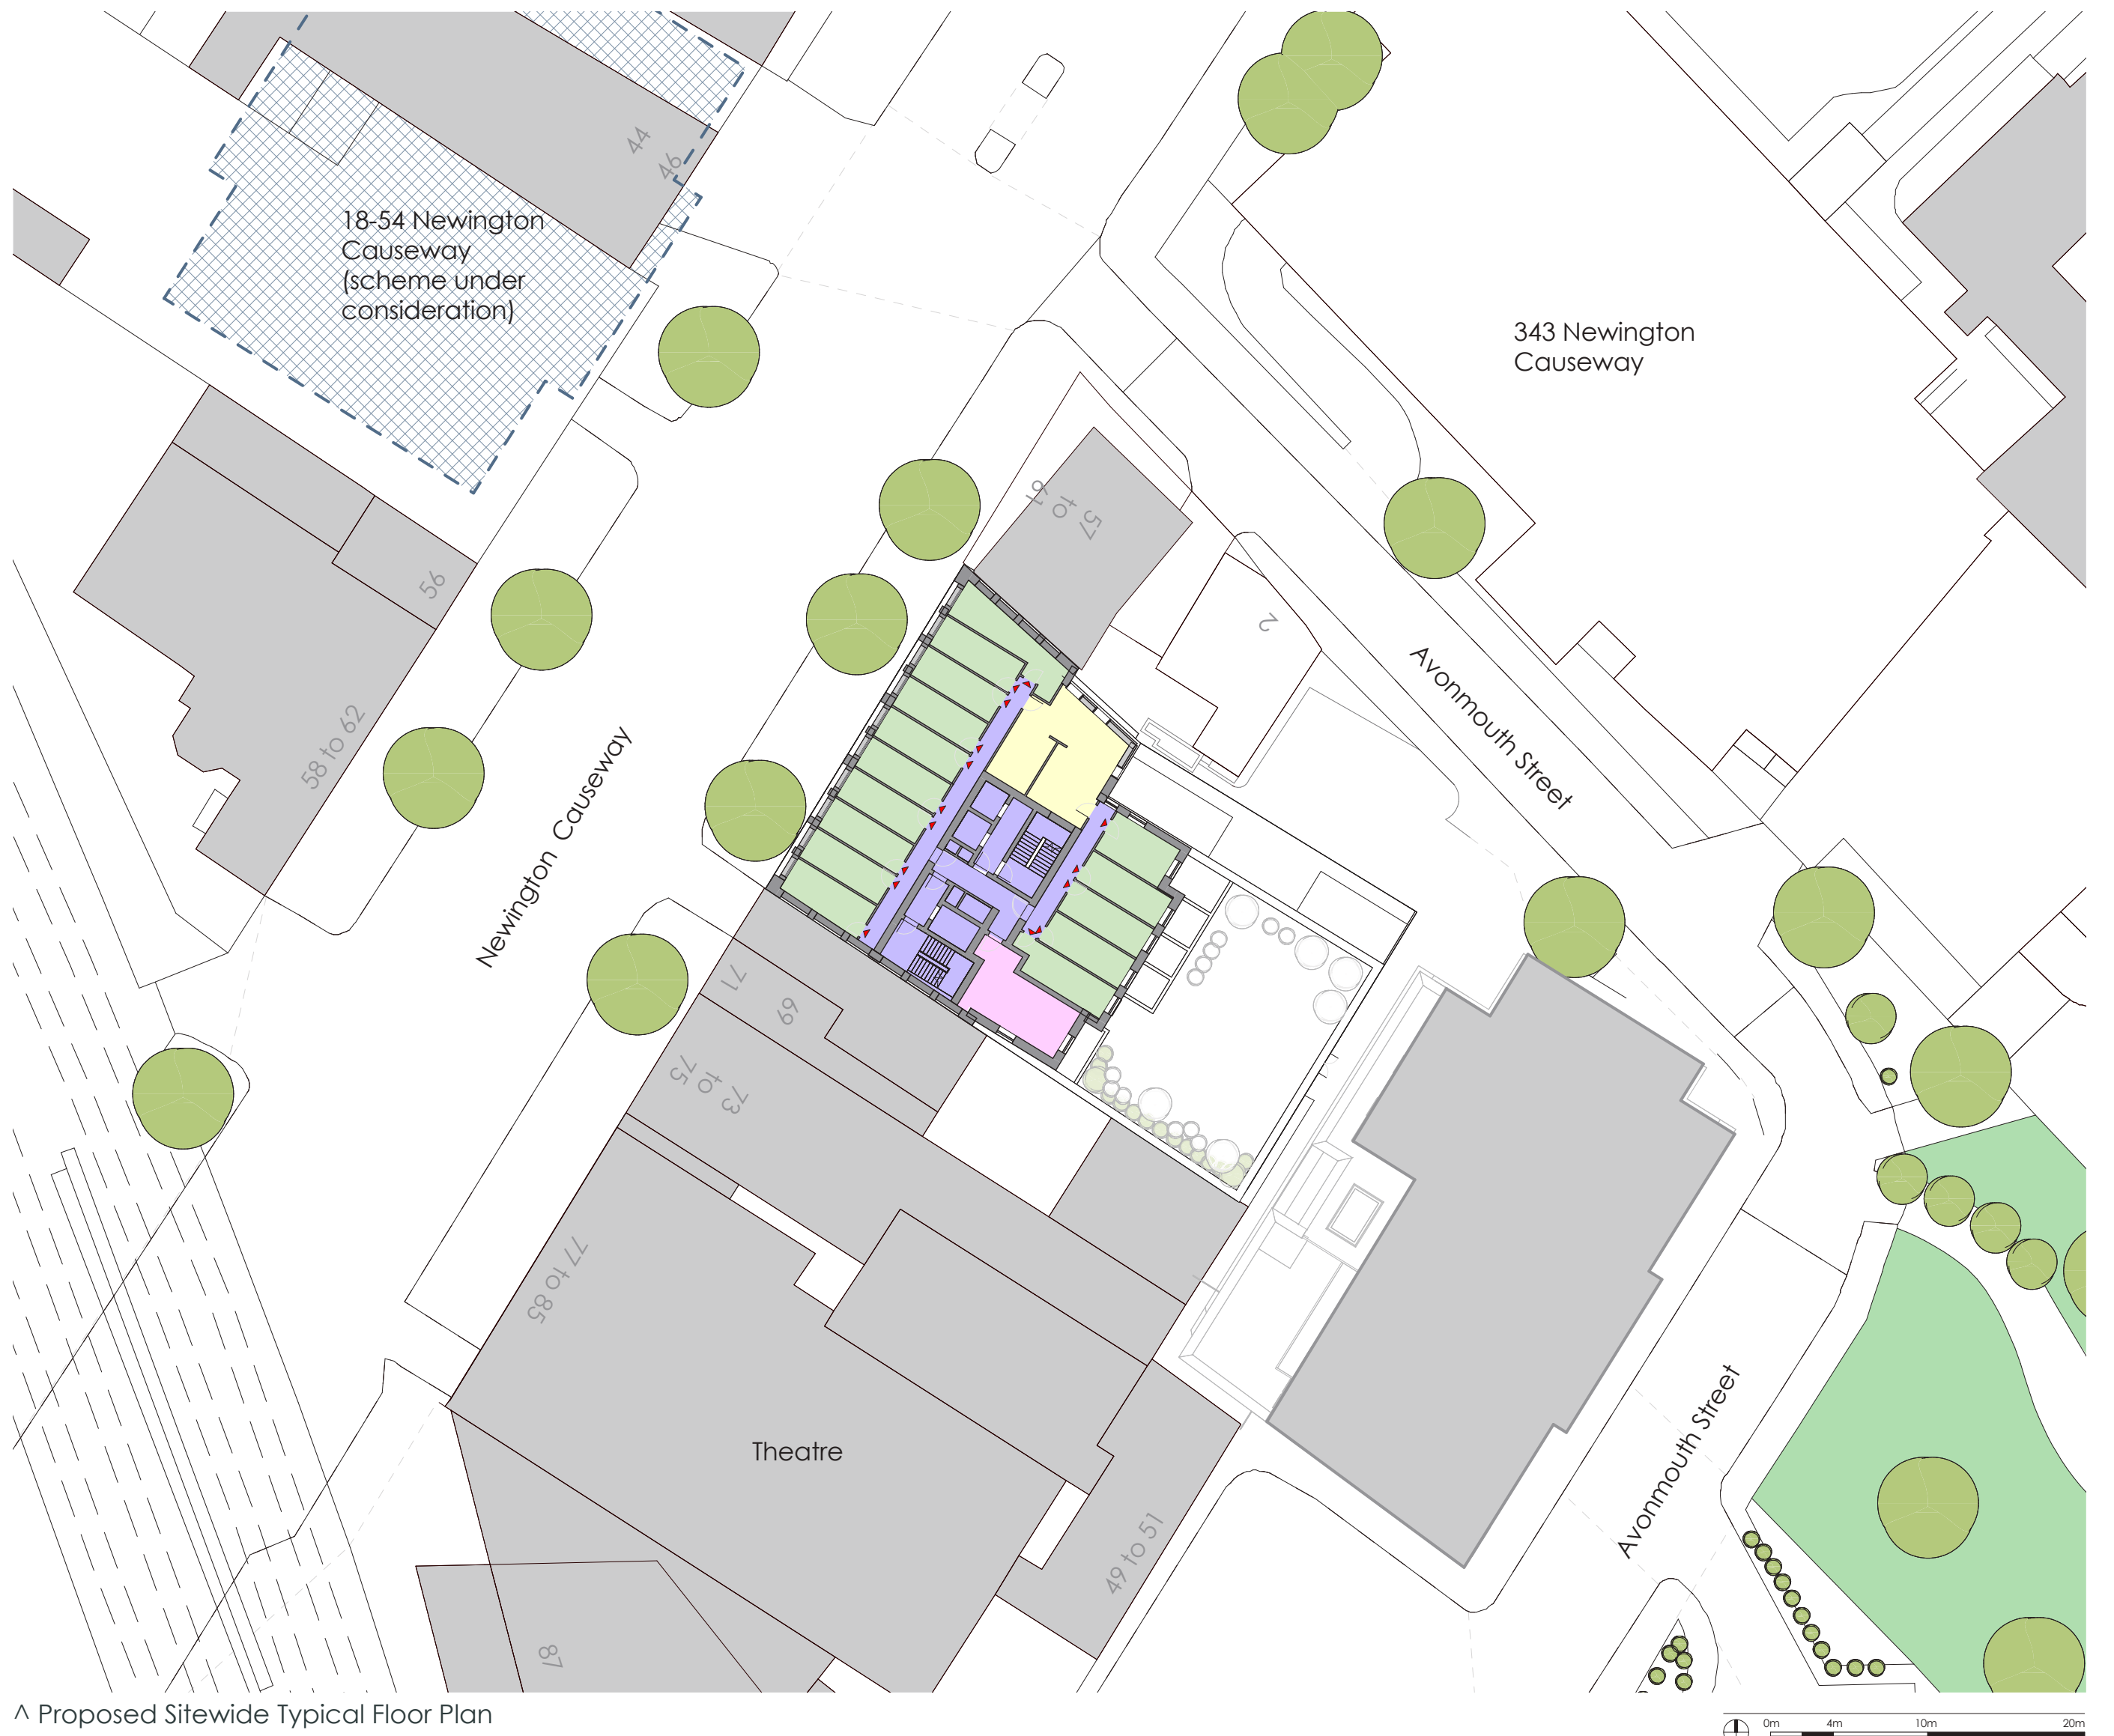 44
46
18-54 Newington
Causeway
(scheme under
consideration)
343 Newington
Causeway
57
to
61
56
2
Avonmouth Street
58 to 62
Newington Causeway
71
69
73
to
75
77 to 85
Theatre
Avonmouth Street
49 to 51
87
^ Proposed Sitewide Typical Floor Plan
0m 4m 10m 20m